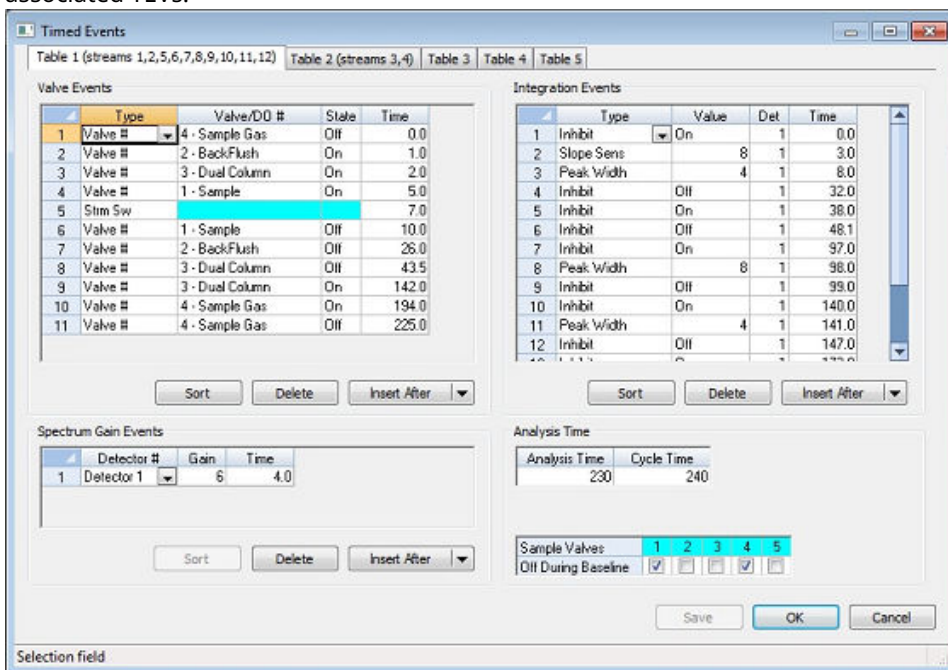 associated TEVs.
Timed Events
Table 1 (streams 1,2,5,6,7,8,9,10,11,12) Table 2 (streams 3,4) Table 3 Table 4 Table 5
Valve Events
Type Valve/DO # State Time
1 Valve # 4 - Sample Gas Off 0.0
2 Valve # 2 - BackFlush On 1.0
3 Valve # 3 - Dual Column On 2.0
4 Valve # 1 - Sample On 5.0
5 Strm Sw 7.0
6 Valve # 1 - Sample Off 10.0
7 Valve # 2 - BackFlush Off 26.0
8 Valve # 3 - Dual Column Off 43.5
9 Valve # 3 - Dual Column On 142.0
10 Valve # 4 - Sample Gas On 194.0
11 Valve # 4 - Sample Gas Off 225.0
Sort Delete Insert After
Integration Events
Type Value Det Time
1 Inhibit On 1 0.0
2 Slope Sens 8 1 3.0
3 Peak Width 4 1 8.0
4 Inhibit Off 1 32.0
5 Inhibit On 1 38.0
6 Inhibit Off 1 48.1
7 Inhibit On 1 97.0
8 Peak Width 8 1 98.0
9 Inhibit Off 1 99.0
10 Inhibit On 1 140.0
11 Peak Width 4 1 141.0
12 Inhibit Off 1 147.0
Sort Delete Insert After
Spectrum Gain Events
Detector # Gain Time
1 Detector 1 6 4.0
Sort Delete Insert After
Analysis Time
Analysis Time Cycle Time
230 240
Sample Valves 1 2 3 4 5
Off During Baseline
Save OK Cancel
Selection field